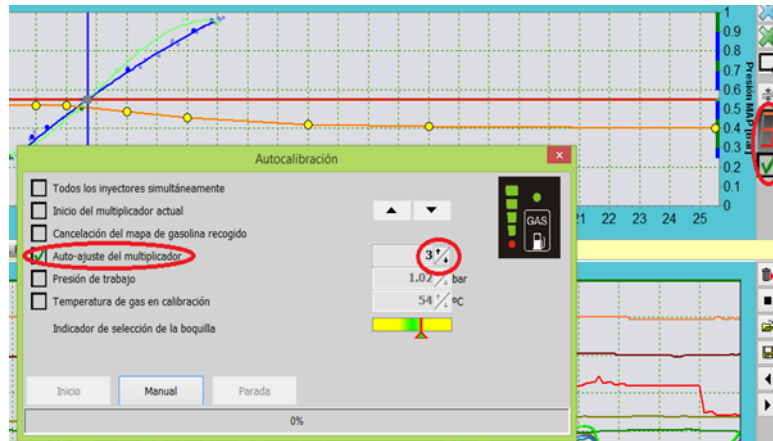 1
0.9
0.8
0.7
0.6
0.5
0.4
0.3
0.2
0.1
0
Presión MAP [bar]
21 22 23 24 25
Autocalibración
x
Todos los inyectores simultáneamente
Inicio del multiplicador actual
Cancelación del mapa de gasolina recogido
Auto-ajuste del multiplicador 3
Presión de trabajo 1.02 bar
Temperatura de gas en calibración 54 ºC
Indicador de selección de la boquilla
GAS
Inicio Manual Parada
0%